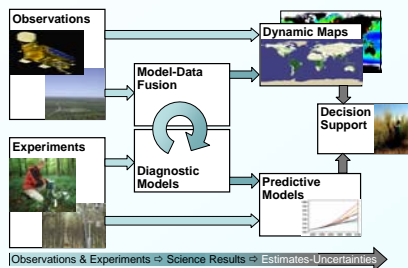 Observations
Dynamic Maps
Model-Data
Fusion
Decision
Support
Experiments
Diagnostic
Models
Predictive
Models
Observations & Experiments ⇨ Science Results ⇨ Estimates-Uncertainties